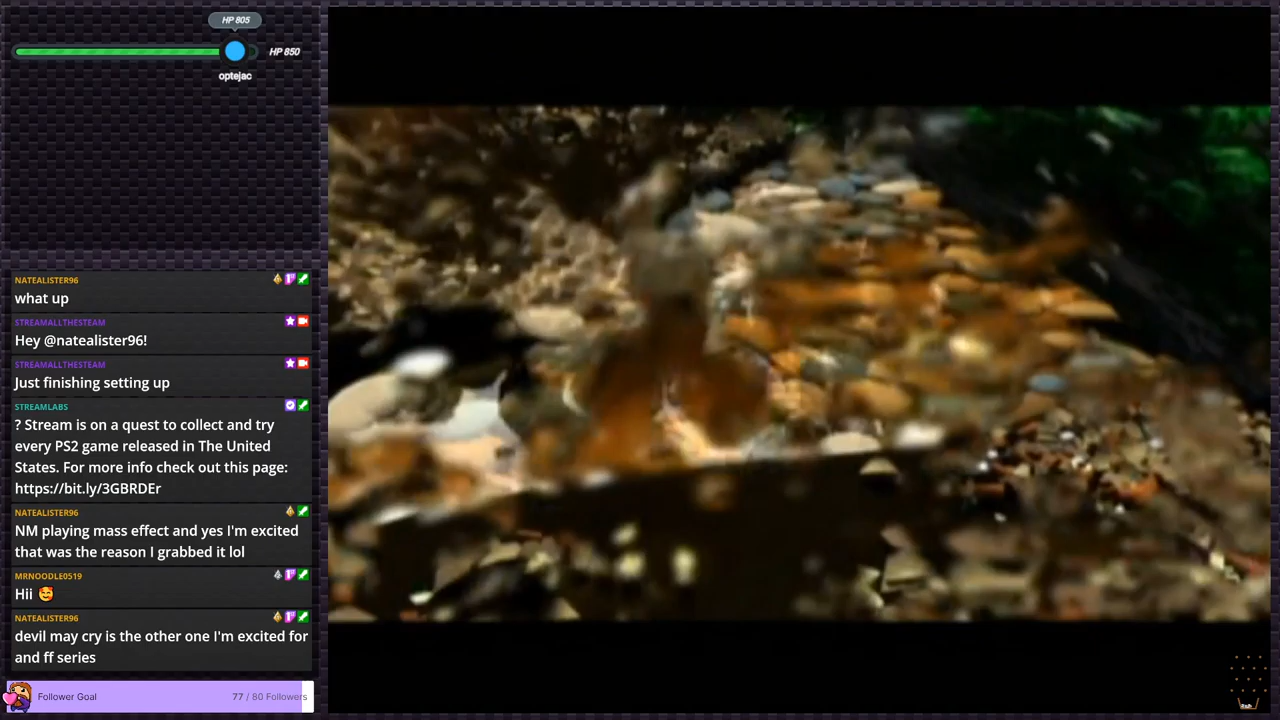 HP 805
HP 850
optejac
NATEALISTER96
what up
STREAMALLTHESTEAM
Hey @natealister96!
STREAMALLTHESTEAM
Just finishing setting up
STREAMLABS
? Stream is on a quest to collect and try
every PS2 game released in The United
States. For more info check out this page:
https://bit.ly/3GBRDEr
NATEALISTER96
NM playing mass effect and yes I'm excited
that was the reason I grabbed it lol
MRNOODLE0519
Hii 🥰
NATEALISTER96
devil may cry is the other one I'm excited for
and ff series
Follower Goal
77 / 80 Followers